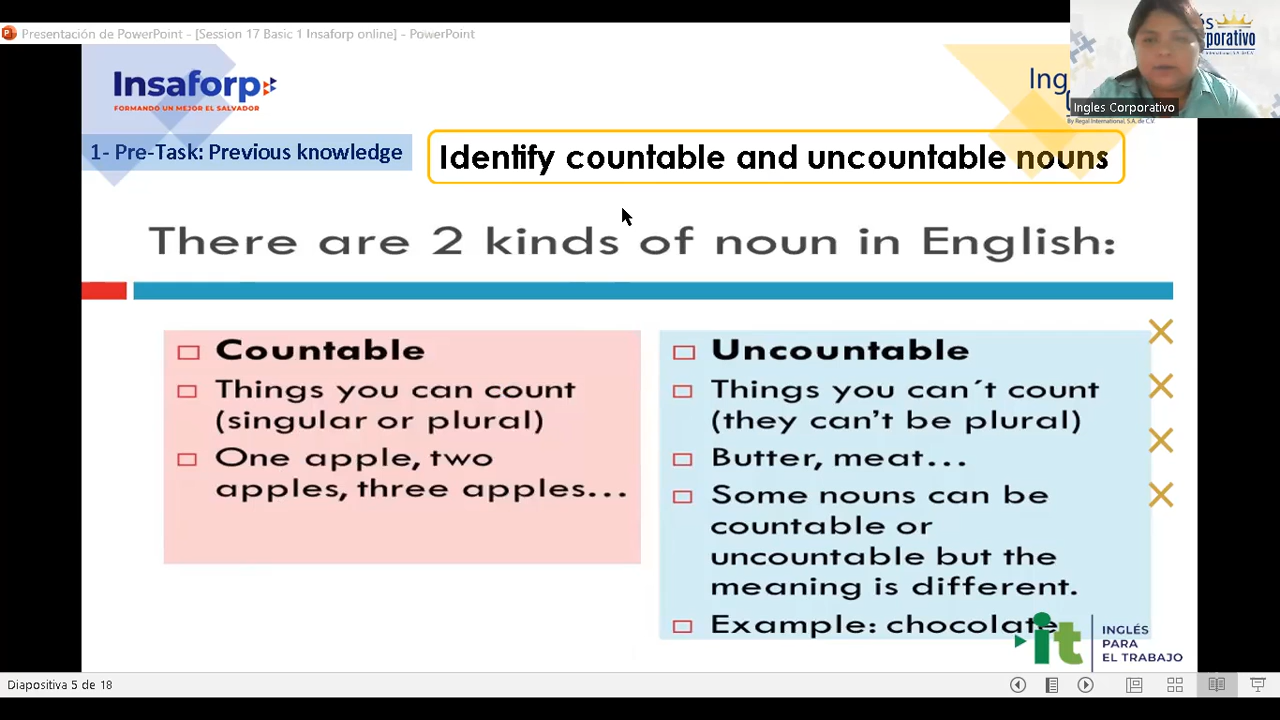 Presentación de PowerPoint - [Session 17 Basic 1 Insaforp online] - PowerPoint
Insaforp
FORMANDO UN MEJOR EL SALVADOR
By Regal International, S.A. de C.V.
Ingles Corporativo
1- Pre-Task: Previous knowledge
Identify countable and uncountable nouns
There are 2 kinds of noun in English:
Countable
Things you can count
(singular or plural)
One apple, two
apples, three apples...
Uncountable
Things you can´t count
(they can't be plural)
Butter, meat...
Some nouns can be
countable or
uncountable but the
meaning is different.
Example: chocolate
it
INGLÉS
PARA
EL TRABAJO
Diapositiva 5 de 18